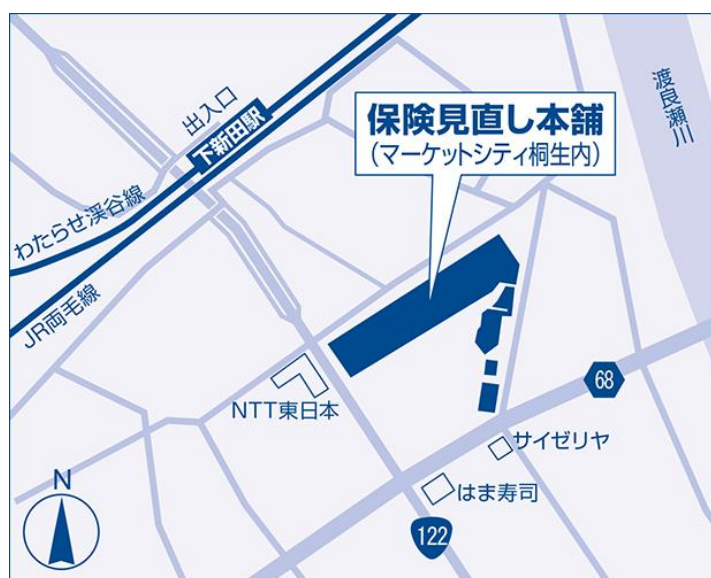 出入口
下新田駅
わたらせ渓谷線
JR両毛線
渡良瀬川
保険見直し本舗
（マーケットシティ桐生内）
68
NTT東日本
サイゼリヤ
はま寿司
122
N